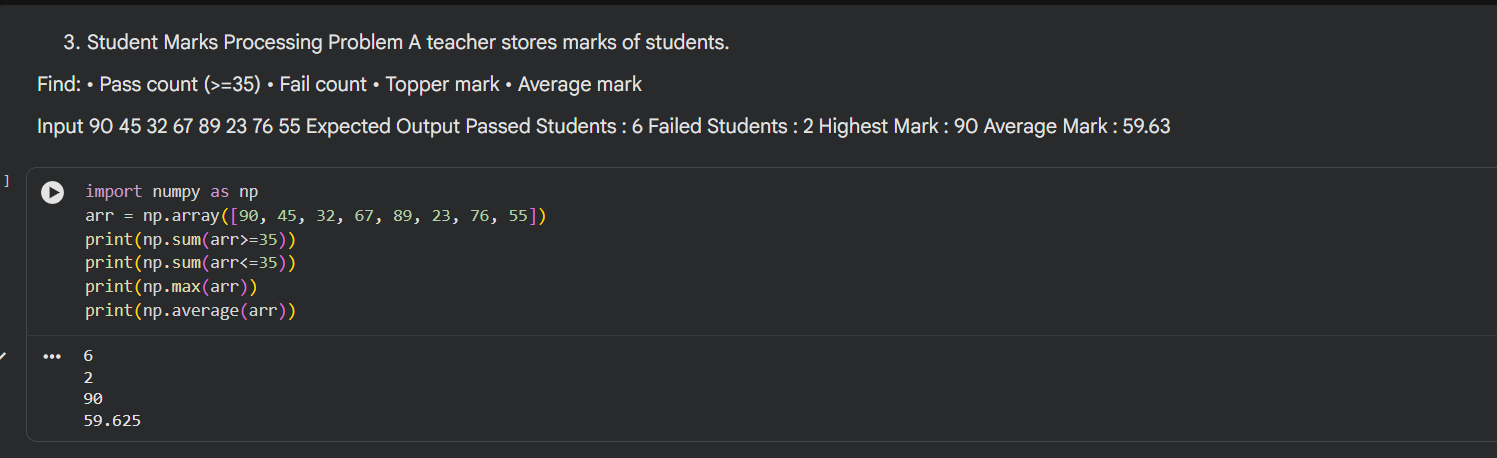 3. Student Marks Processing Problem A teacher stores marks of students.
Find: • Pass count (>=35) • Fail count • Topper mark • Average mark
Input 90 45 32 67 89 23 76 55 Expected Output Passed Students : 6 Failed Students : 2 Highest Mark : 90 Average Mark : 59.63
]
import numpy as np
arr = np.array([90, 45, 32, 67, 89, 23, 76, 55])
print(np.sum(arr>=35))
print(np.sum(arr<=35))
print(np.max(arr))
print(np.average(arr))
6
2
90
59.625